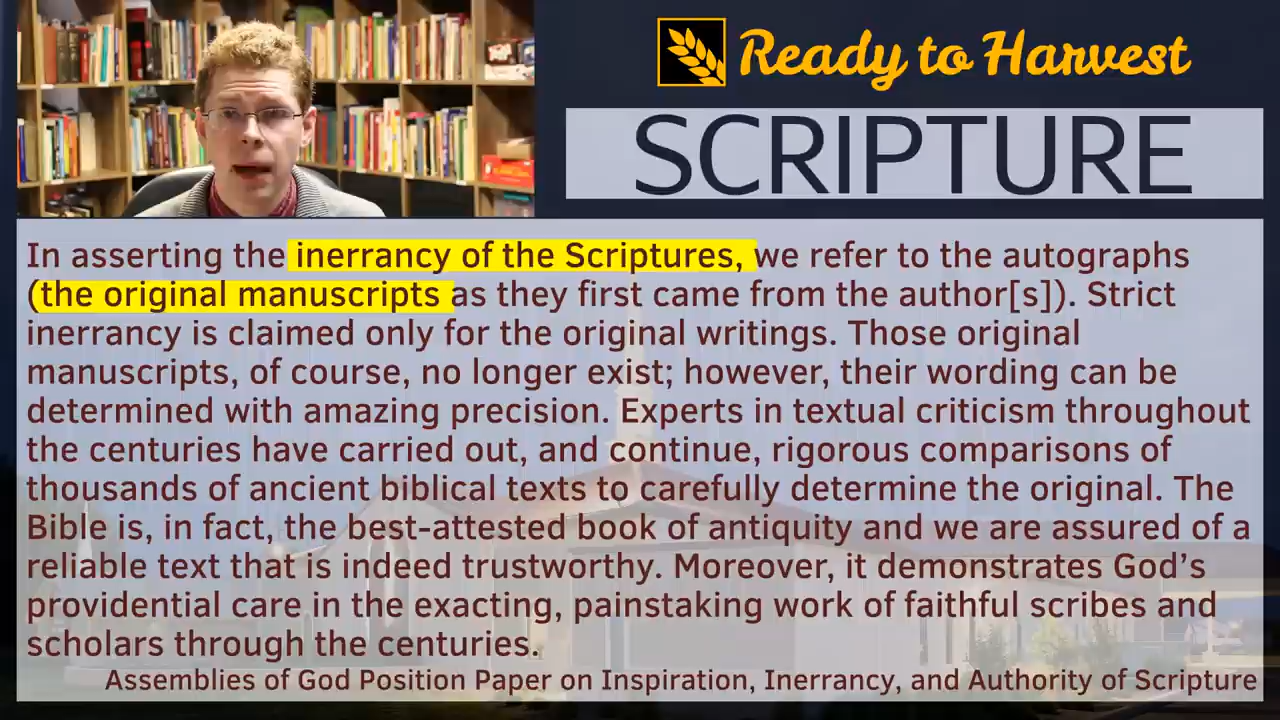 Ready to Harvest
SCRIPTURE
In asserting the inerrancy of the Scriptures, we refer to the autographs
(the original manuscripts as they first came from the author[s]). Strict
inerrancy is claimed only for the original writings. Those original
manuscripts, of course, no longer exist; however, their wording can be
determined with amazing precision. Experts in textual criticism throughout
the centuries have carried out, and continue, rigorous comparisons of
thousands of ancient biblical texts to carefully determine the original. The
Bible is, in fact, the best-attested book of antiquity and we are assured of a
reliable text that is indeed trustworthy. Moreover, it demonstrates God’s
providential care in the exacting, painstaking work of faithful scribes and
scholars through the centuries.
Assemblies of God Position Paper on Inspiration, Inerrancy, and Authority of Scripture